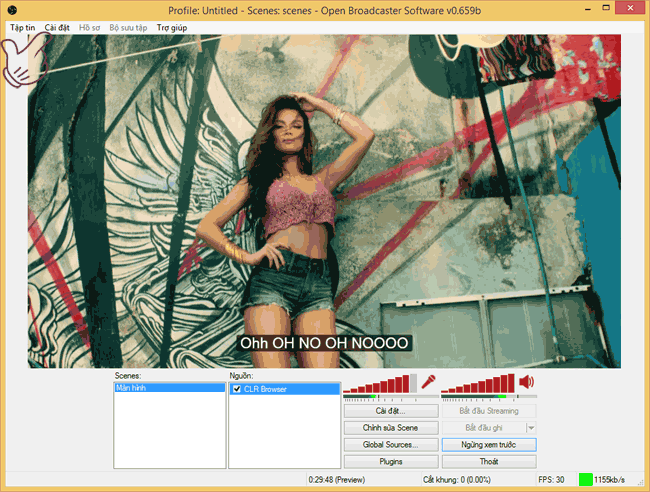 Profile: Untitled - Scenes: scenes - Open Broadcaster Software v0.659b
Tập tin Cài đặt Hồ sơ Bộ sưu tập Trợ giúp
Ohh OH NO OH NOOOO
Scenes: Nguồn:
Màn hình
CLR Browser
Cài đặt... Bắt đầu Streaming
Chỉnh sửa Scene Bắt đầu ghi
Global Sources... Ngừng xem trước
Plugins Thoát
0:29:48 (Preview) Cắt khung: 0 (0.00%) FPS: 30 1155kb/s